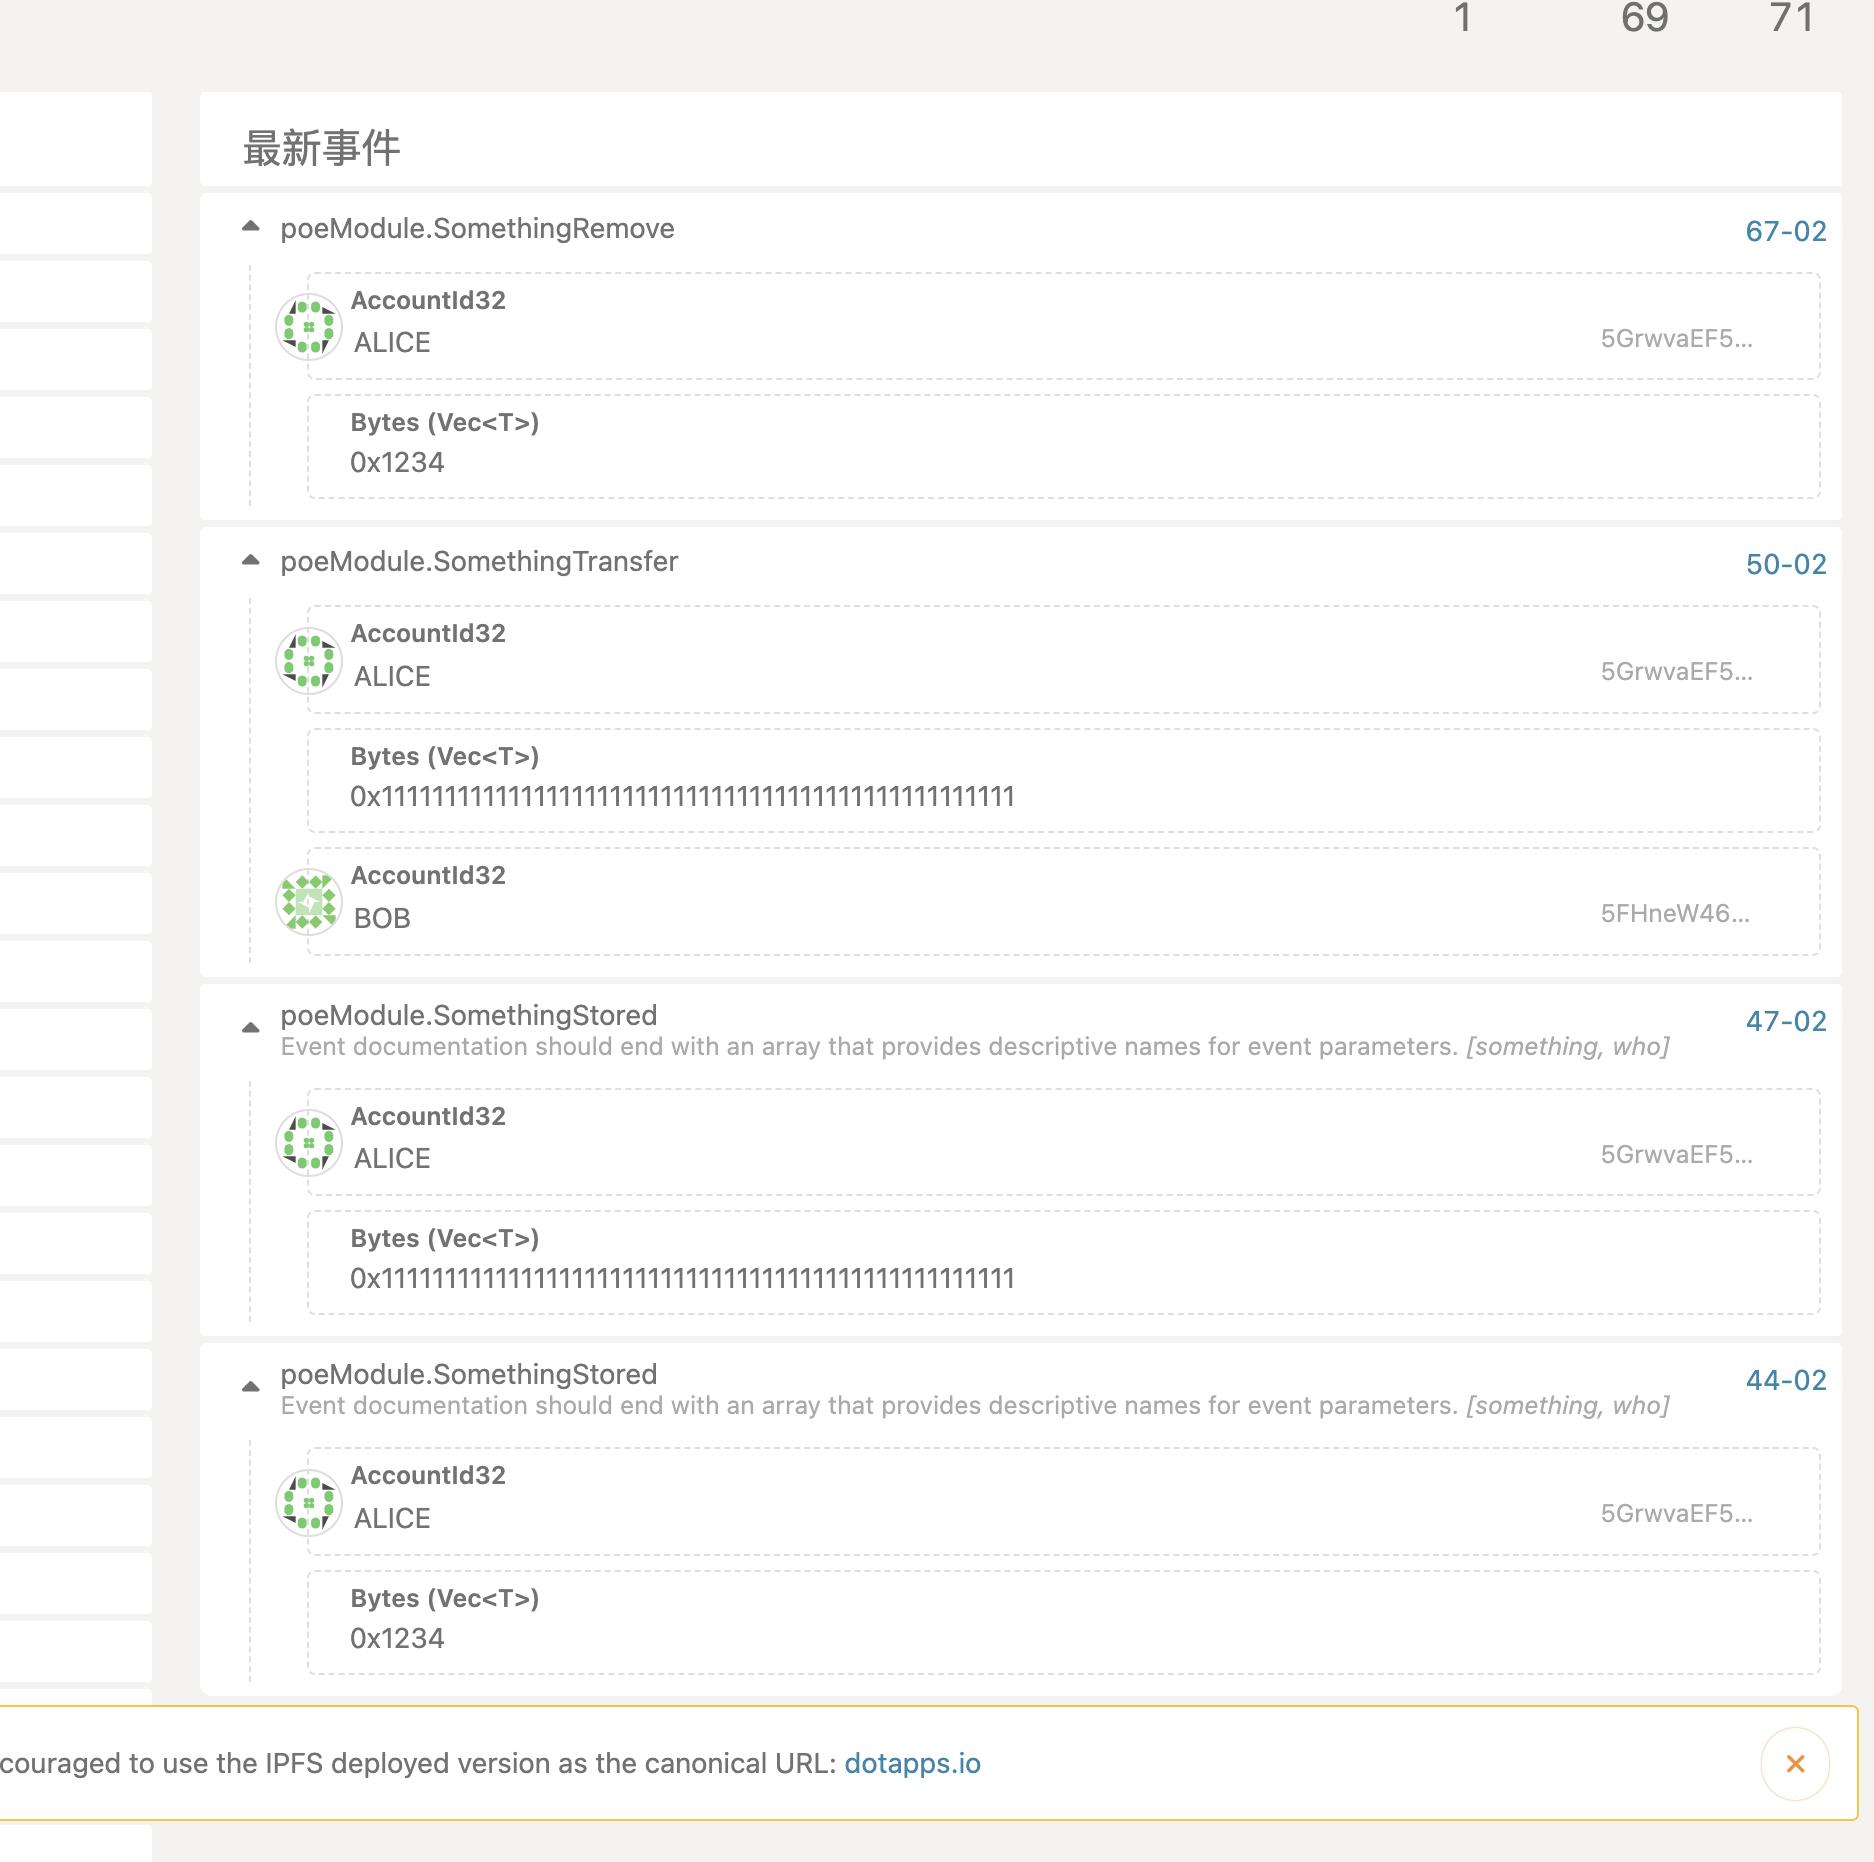 1 69 71
最新事件
poeModule.SomethingRemove 67-02
AccountId32
ALICE 5GrwvaEF5...
Bytes (Vec<T>)
0x1234
poeModule.SomethingTransfer 50-02
AccountId32
ALICE 5GrwvaEF5...
Bytes (Vec<T>)
0x11111111111111111111111111111111111111111111111111
AccountId32
BOB 5FHneW46...
poeModule.SomethingStored 47-02
Event documentation should end with an array that provides descriptive names for event parameters. [something, who]
AccountId32
ALICE 5GrwvaEF5...
Bytes (Vec<T>)
0x11111111111111111111111111111111111111111111111111
poeModule.SomethingStored 44-02
Event documentation should end with an array that provides descriptive names for event parameters. [something, who]
AccountId32
ALICE 5GrwvaEF5...
Bytes (Vec<T>)
0x1234
couraged to use the IPFS deployed version as the canonical URL: dotapps.io